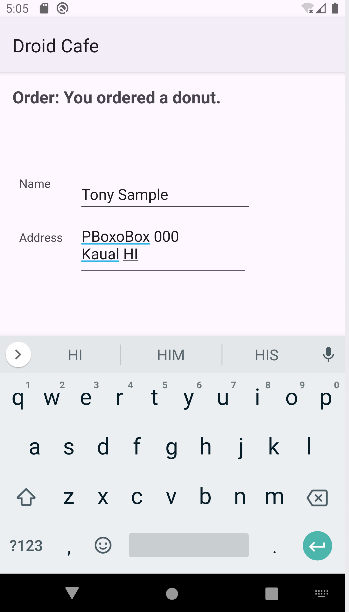 5:05
Droid Cafe
Order: You ordered a donut.
Name
Tony Sample
Address
PBoxoBox 000
Kaual HI
HI HIM HIS
1 2 3 4 5 6 7 8 9 0
q w e r t y u i o p
a s d f g h j k l
z x c v b n m
?123 , .